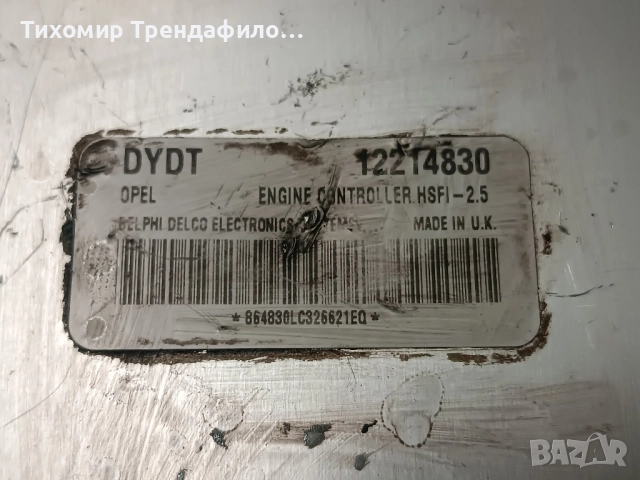 Тихомир Трендафило...
DYDT 12214830
OPEL ENGINE CONTROLLER HSFI-2.5
DELPHI DELCO ELECTRONICS MADE IN U.K.
* 864830LC326621EQ *
BAZAR